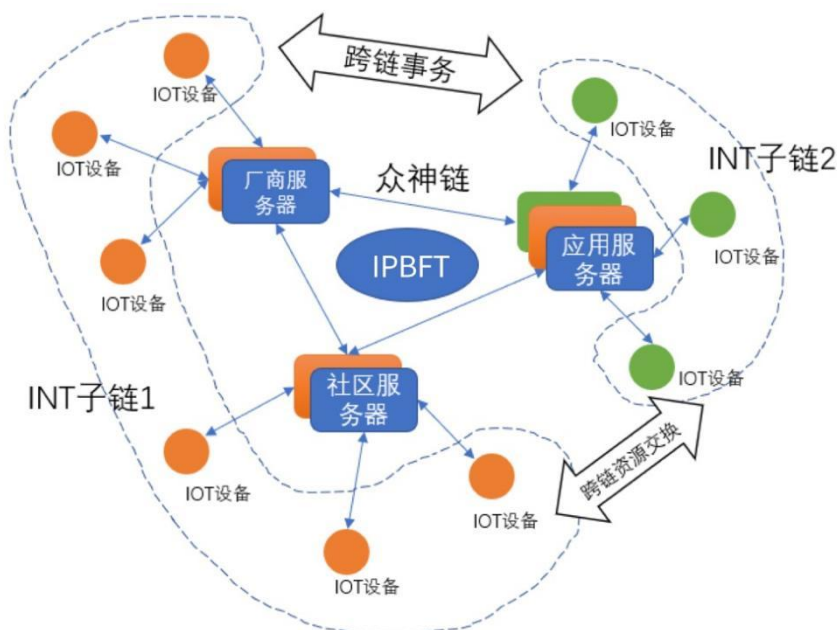 跨链事务
IOT设备
IOT设备
IOT设备
IOT设备
INT子链2
厂商服
务器
众神链
IOT设备
应用服
务器
IPBFT
IOT设备
社区服
务器
INT子链1
IOT设备
跨链资源交换
IOT设备
IOT设备
IOT设备